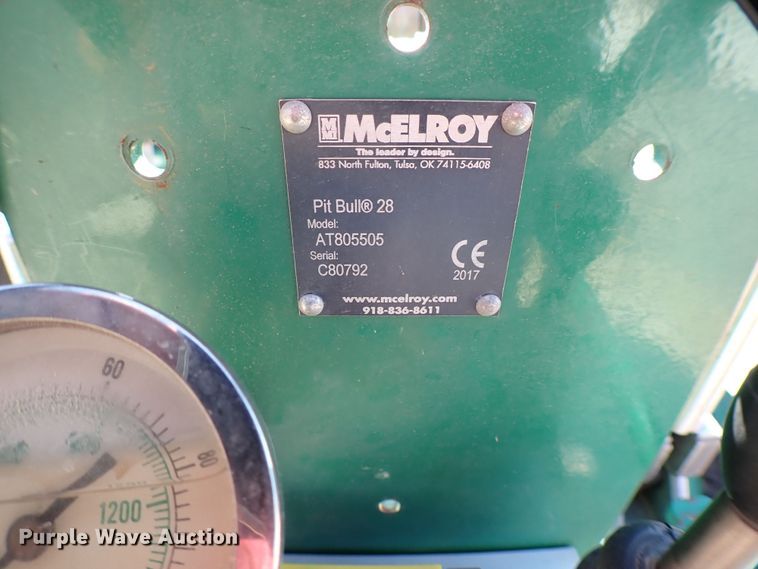 McELROY
The leader by design.
833 North Fulton, Tulsa, OK 74115-6408
Pit Bull® 28
Model:
AT805505
Serial:
C80792
CE
2017
www.mcelroy.com
918-836-8611
60
80
1200
Purple Wave Auction